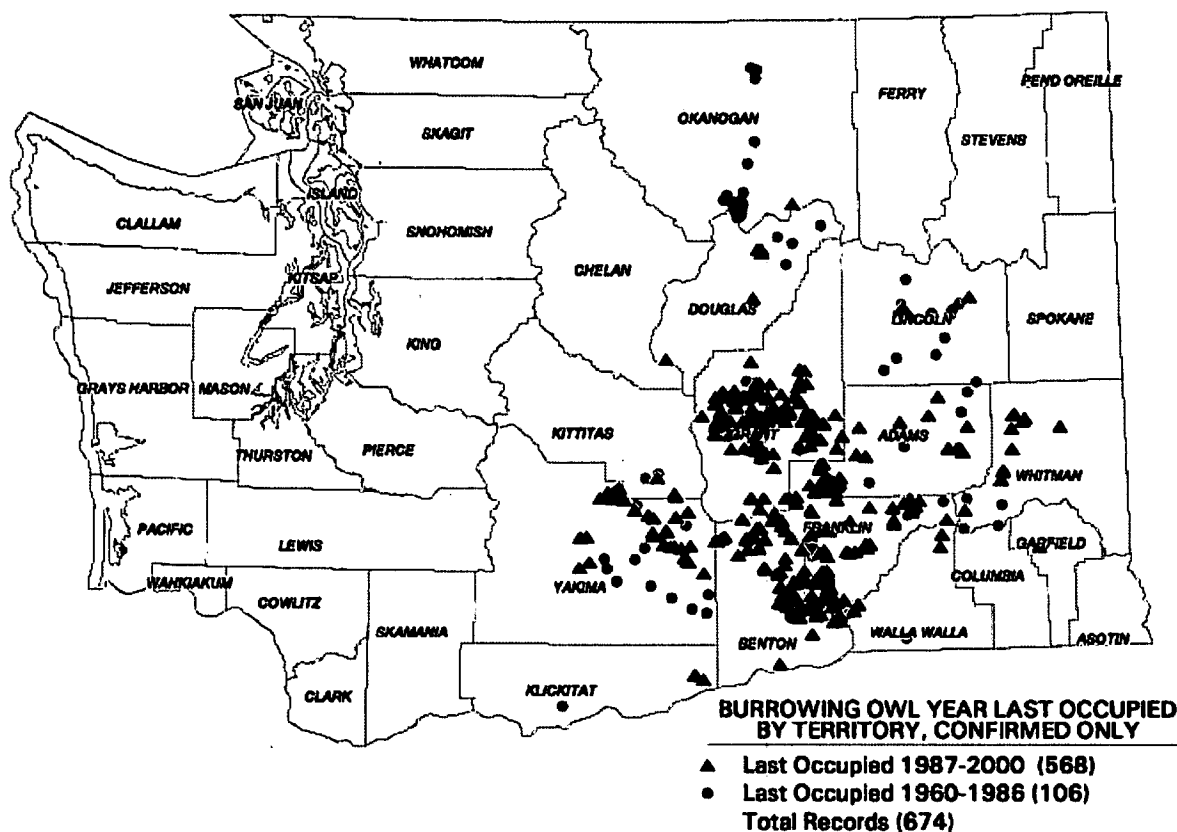 WHATCOM
PEND OREILLE
FERRY
SAN JUAN
OKANOGAN
SKAGIT
STEVENS
ISLAND
CLALLAM
SNOHOMISH
CHELAN
KITSAP
JEFFERSON
DOUGLAS
LINCOLN
SPOKANE
KING
GRAYS HARBOR
MASON
KITTITAS
ADAMS
THURSTON
PIERCE
WHITMAN
PACIFIC
FRANKLIN
LEWIS
GARFIELD
WAHKIAKUM
YAKIMA
COLUMBIA
COWLITZ
SKAMANIA
WALLA WALLA
ASOTIN
BENTON
CLARK
KLICKITAT
BURROWING OWL YEAR LAST OCCUPIED
BY TERRITORY, CONFIRMED ONLY
Last Occupied 1987-2000 (568)
Last Occupied 1960-1986 (106)
Total Records (674)